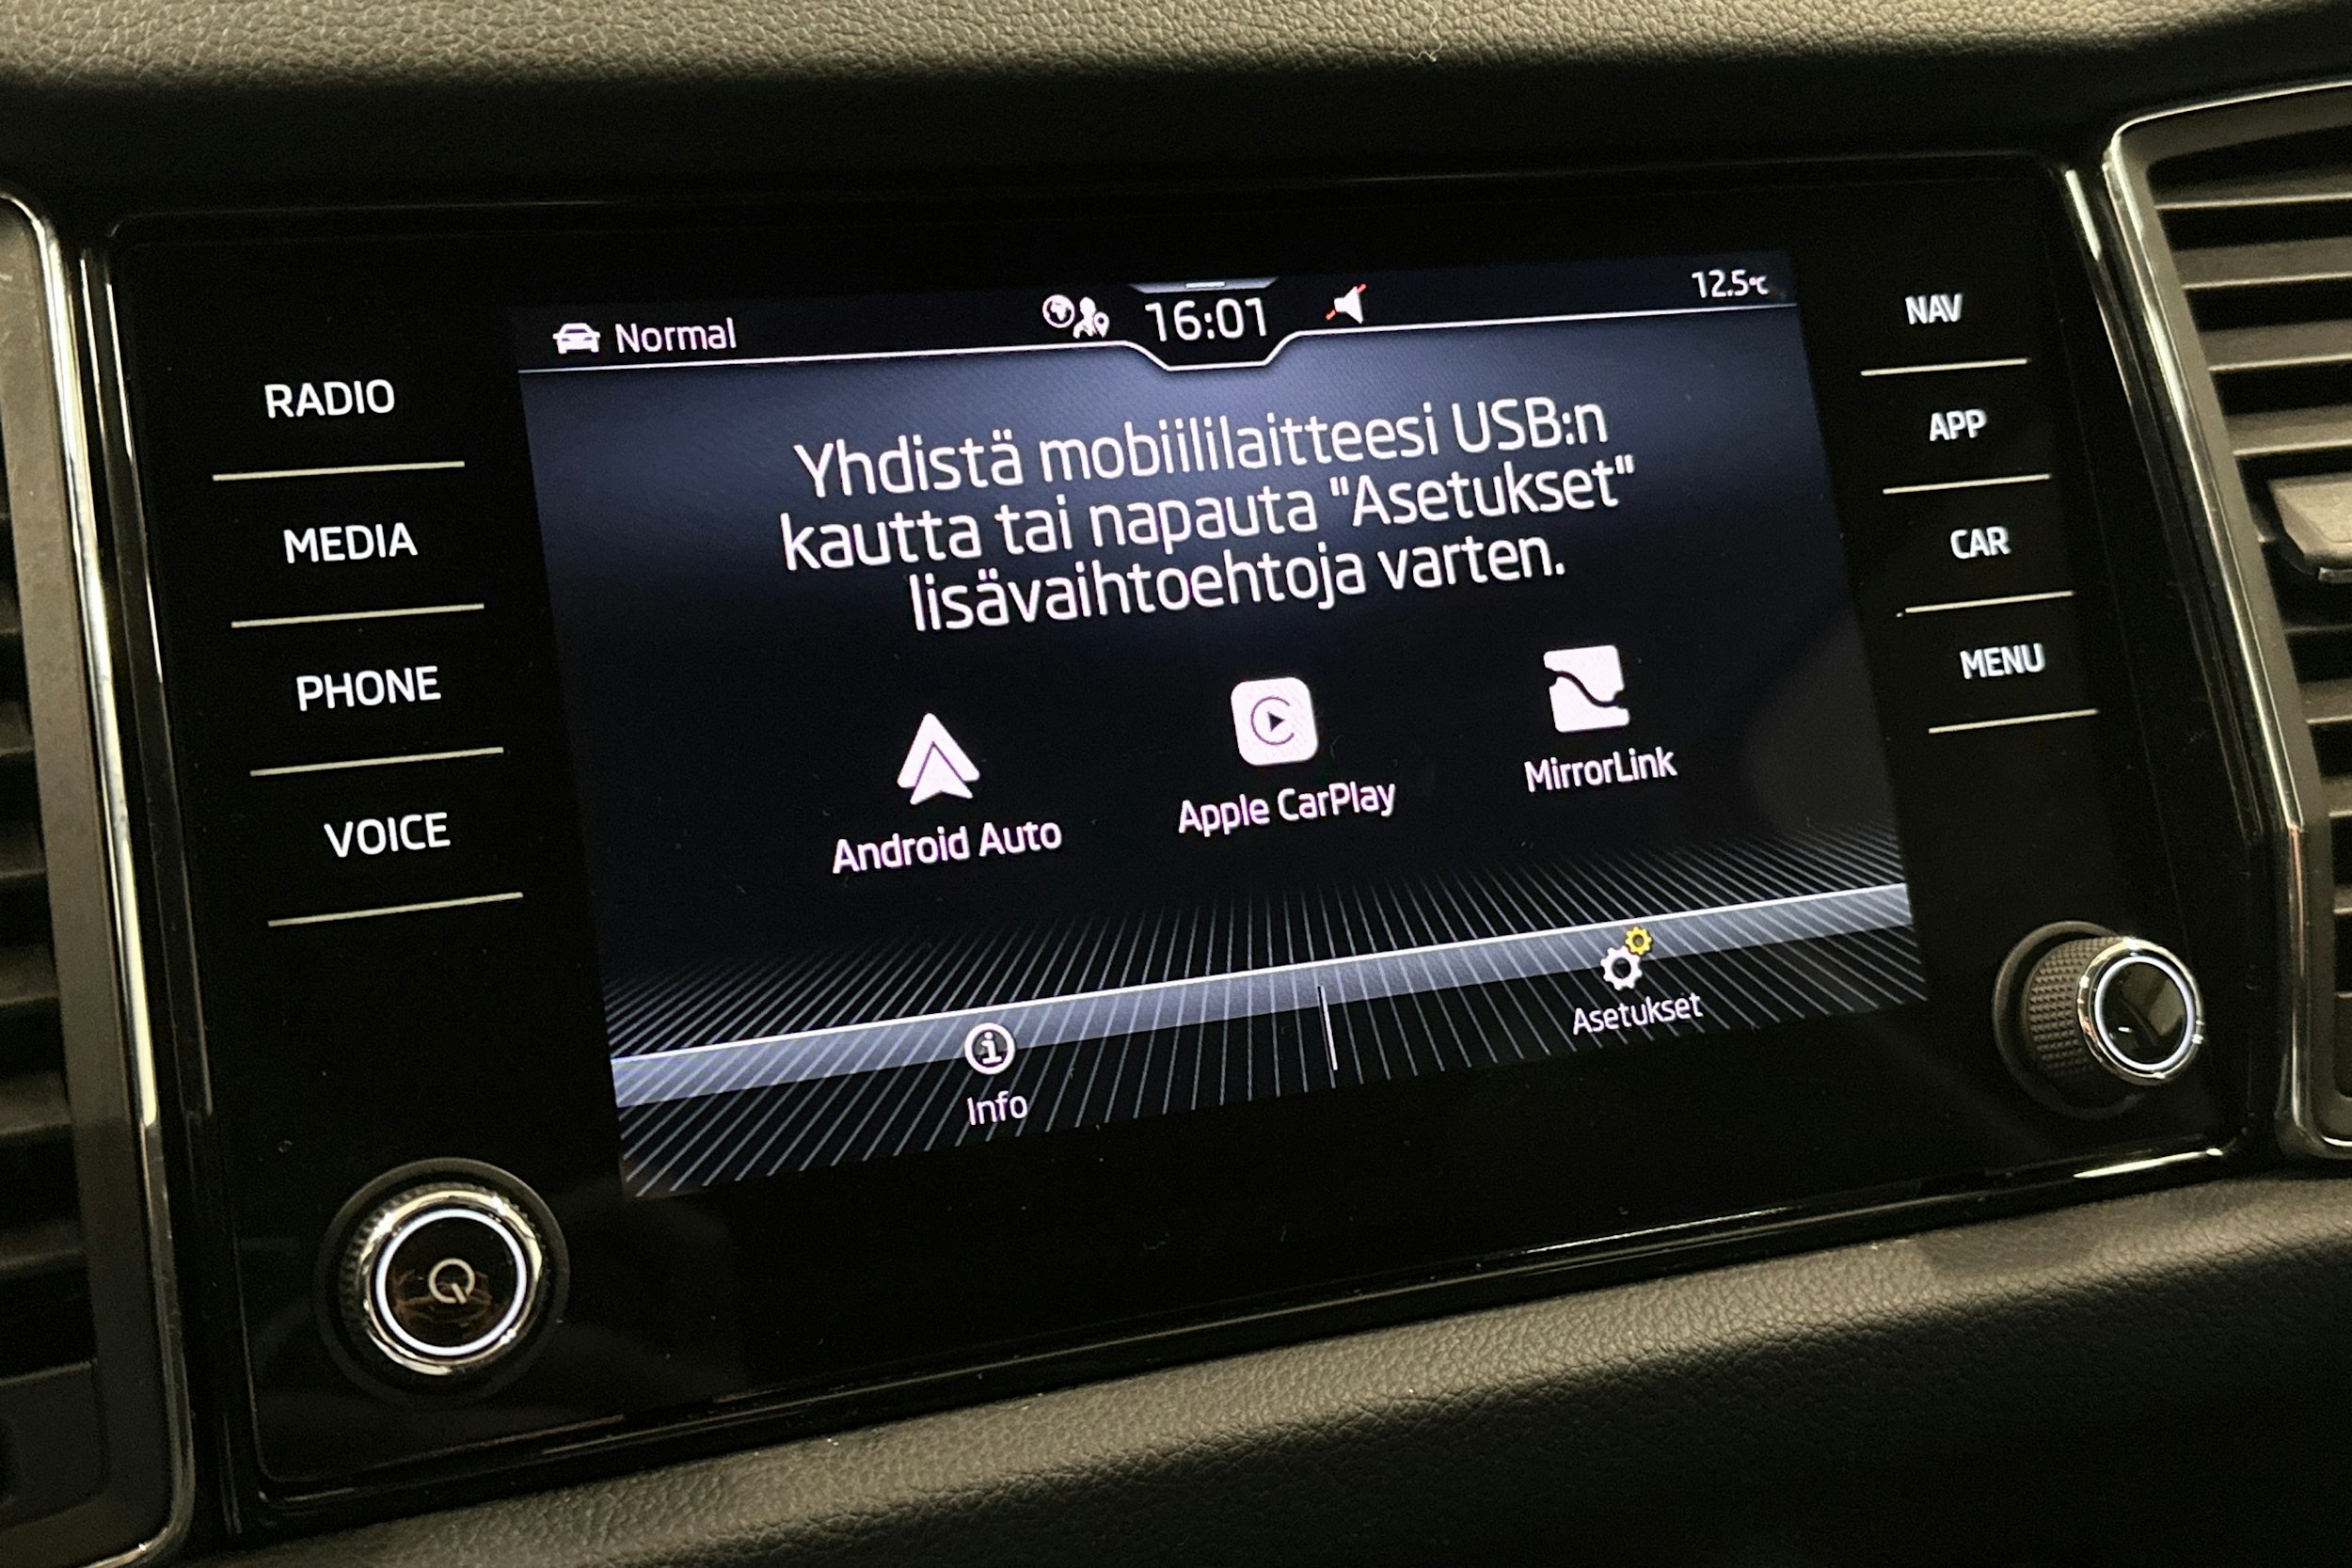 Normal
16:01
12.5°C
RADIO
MEDIA
PHONE
VOICE
Yhdistä mobiililaitteesi USB:n
kautta tai napauta "Asetukset"
lisävaihtoehtoja varten.
Android Auto
Apple CarPlay
MirrorLink
Info
Asetukset
NAV
APP
CAR
MENU